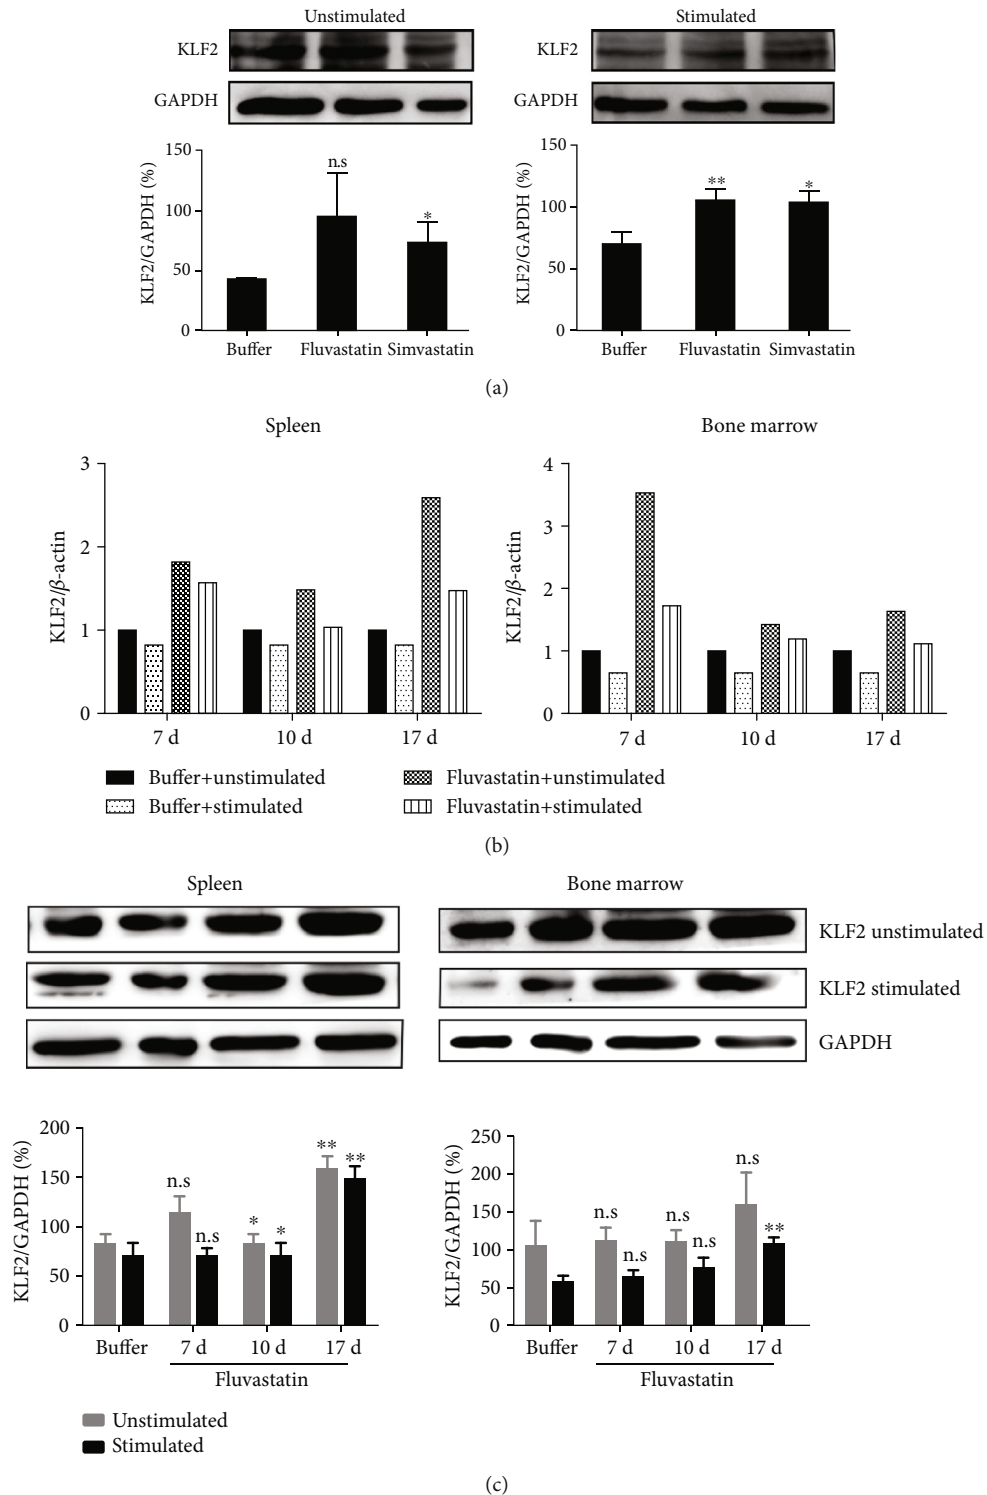 Unstimulated
KLF2
GAPDH
KLF2/GAPDH (%)
150
100
50
0
n.s
*
Buffer Fluvastatin Simvastatin
Stimulated
KLF2
GAPDH
KLF2/GAPDH (%)
150
100
50
0
**
*
Buffer Fluvastatin Simvastatin
(a)
Spleen
KLF2/β-actin
3
2
1
0
7 d 10 d 17 d
Bone marrow
KLF2/β-actin
4
3
2
1
0
7 d 10 d 17 d
Buffer+unstimulated
Buffer+stimulated
Fluvastatin+unstimulated
Fluvastatin+stimulated
(b)
Spleen
Bone marrow
KLF2 unstimulated
KLF2 stimulated
GAPDH
KLF2/GAPDH (%)
200
150
100
50
0
n.s
n.s
*
*
**
**
Buffer 7 d 10 d 17 d
Fluvastatin
KLF2/GAPDH (%)
250
200
150
100
50
0
n.s
n.s
n.s
n.s
n.s
**
Buffer 7 d 10 d 17 d
Fluvastatin
Unstimulated
Stimulated
(c)